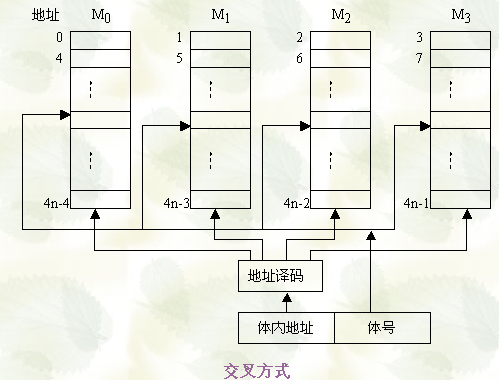 地址 M0 M1 M2 M3
0 1 2 3
4 5 6 7
4n-4 4n-3 4n-2 4n-1
地址译码
体内地址 体号
交叉方式